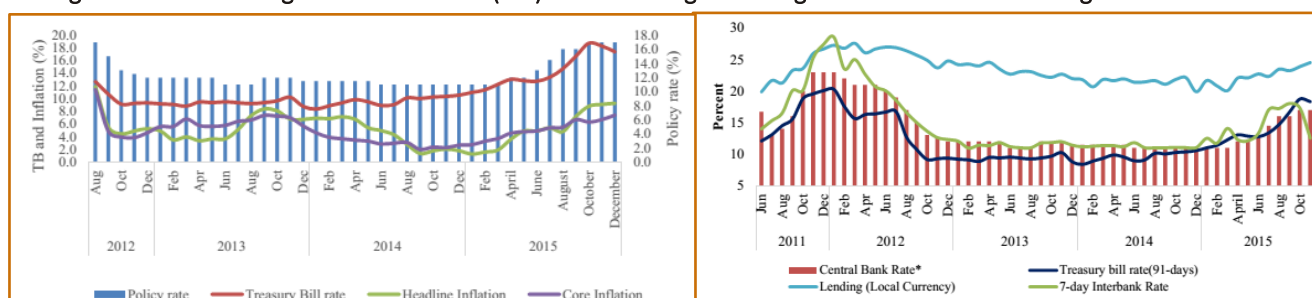 TB and Inflation (%)
20.0
18.0
16.0
14.0
12.0
10.0
8.0
6.0
4.0
2.0
0.0
18.0
16.0
14.0
12.0
10.0
8.0
6.0
4.0
2.0
0.0
Policy rate (%)
Aug Oct Dec Feb Apr Jun Aug Oct Dec Feb Apr Jun Aug Oct Dec Feb April June August October December
2012 2013 2014 2015
Policy rate Treasury Bill rate Headline Inflation Core Inflation
Percent
30
25
20
15
10
5
Jun Aug Oct Dec Feb Apr Jun Aug Oct Dec Feb Apr Jun Aug Oct Dec Feb Apr Jun Aug Oct Dec Feb April Jun Aug Oct
2011 2012 2013 2014 2015
Central Bank Rate* Treasury bill rate(91-days)
Lending (Local Currency) 7-day Interbank Rate